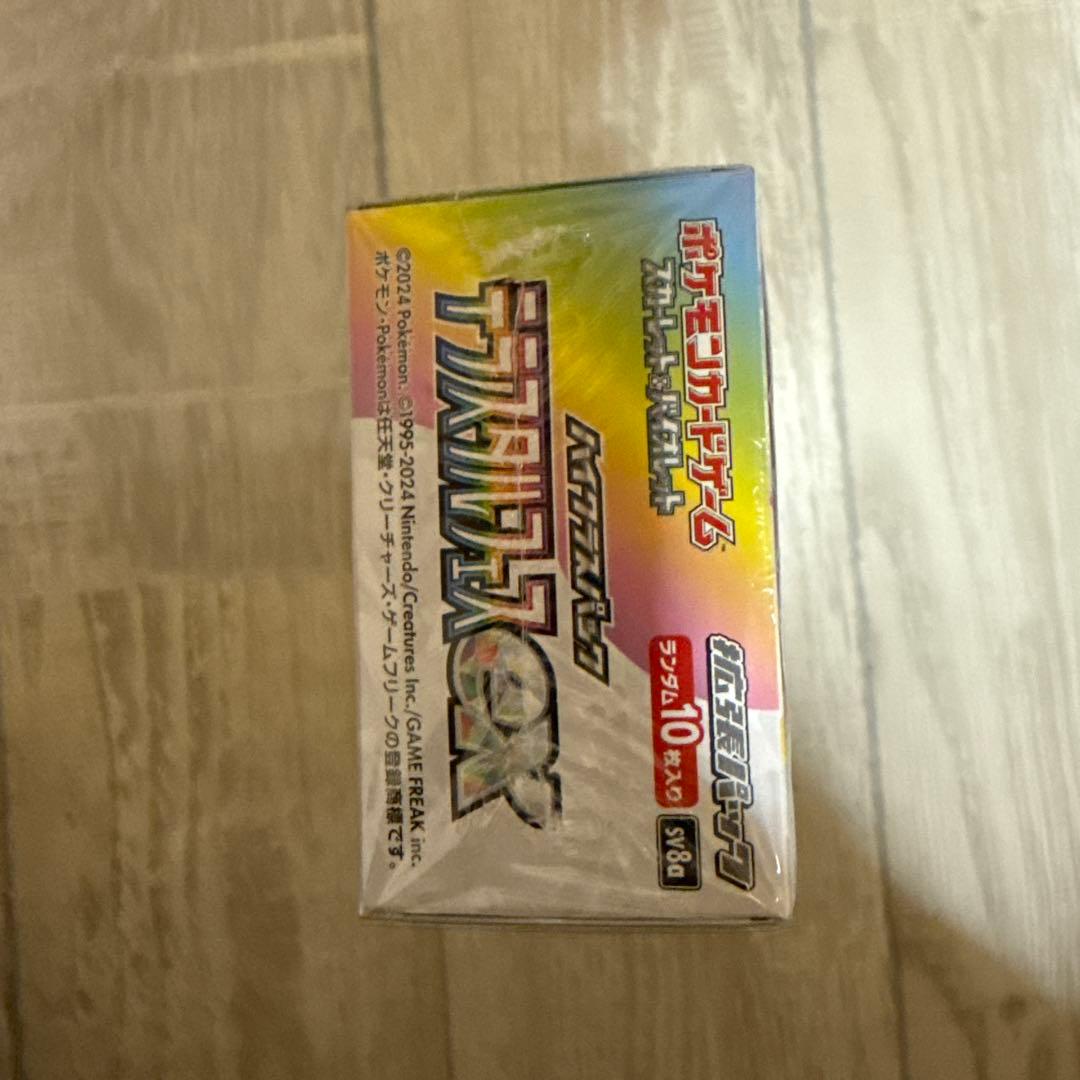 ポケモンカードゲーム
スカーレット&バイオレット
拡張パック
ランダム10枚入り
SV8a
ハイクラスパック
テラスタルフェスex
©2024 Pokémon. ©1995-2024 Nintendo/Creatures Inc./GAME FREAK inc.
ポケモン・Pokémonは任天堂・クリーチャーズ・ゲームフリークの登録商標です。